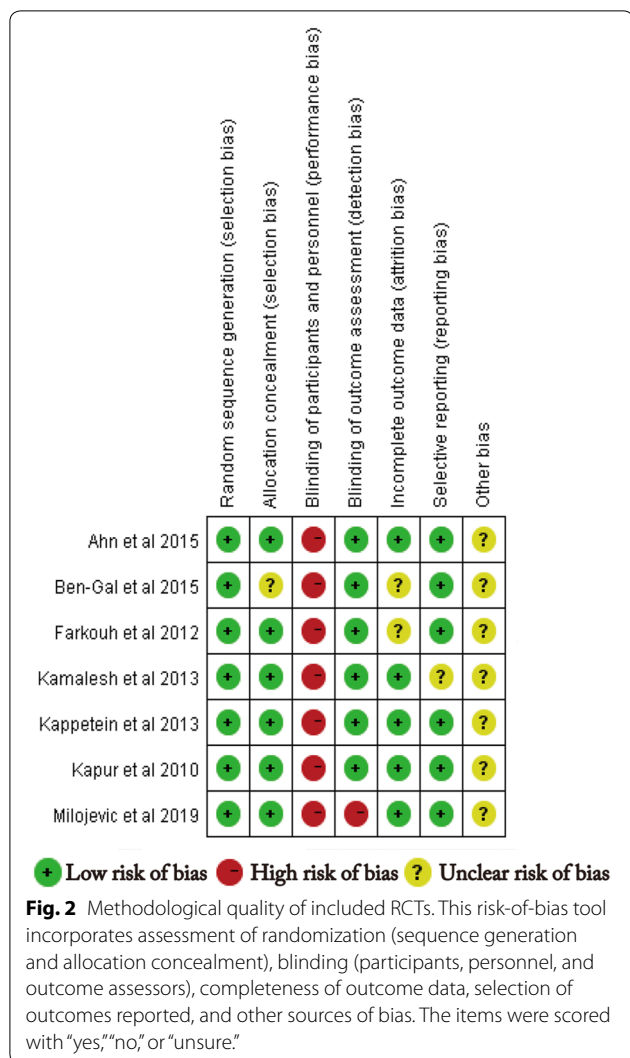 Random sequence generation (selection bias)
Allocation concealment (selection bias)
Blinding of participants and personnel (performance bias)
Blinding of outcome assessment (detection bias)
Incomplete outcome data (attrition bias)
Selective reporting (reporting bias)
Other bias
Ahn et al 2015 + + - + + + ?
Ben-Gal et al 2015 + ? - + ? + ?
Farkouh et al 2012 + + - + ? + ?
Kamalesh et al 2013 + + - + + ? ?
Kappetein et al 2013 + + - + + + ?
Kapur et al 2010 + + - + + + ?
Milojevic et al 2019 + + - - + + ?
+ Low risk of bias - High risk of bias ? Unclear risk of bias
Fig. 2 Methodological quality of included RCTs. This risk-of-bias tool
incorporates assessment of randomization (sequence generation
and allocation concealment), blinding (participants, personnel, and
outcome assessors), completeness of outcome data, selection of
outcomes reported, and other sources of bias. The items were scored
with “yes,” “no,” or “unsure.”